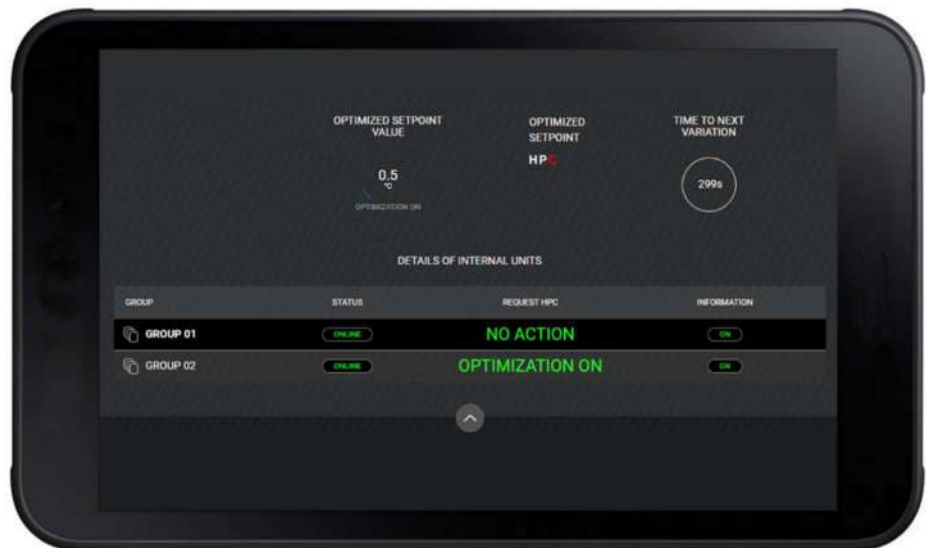 OPTIMIZED SETPOINT
VALUE
0.5
°C
OPTIMIZATION ON
OPTIMIZED
SETPOINT
HPC
TIME TO NEXT
VARIATION
299s
DETAILS OF INTERNAL UNITS
GROUP STATUS REQUEST HPC INFORMATION
GROUP 01 ONLINE NO ACTION ON
GROUP 02 ONLINE OPTIMIZATION ON ON